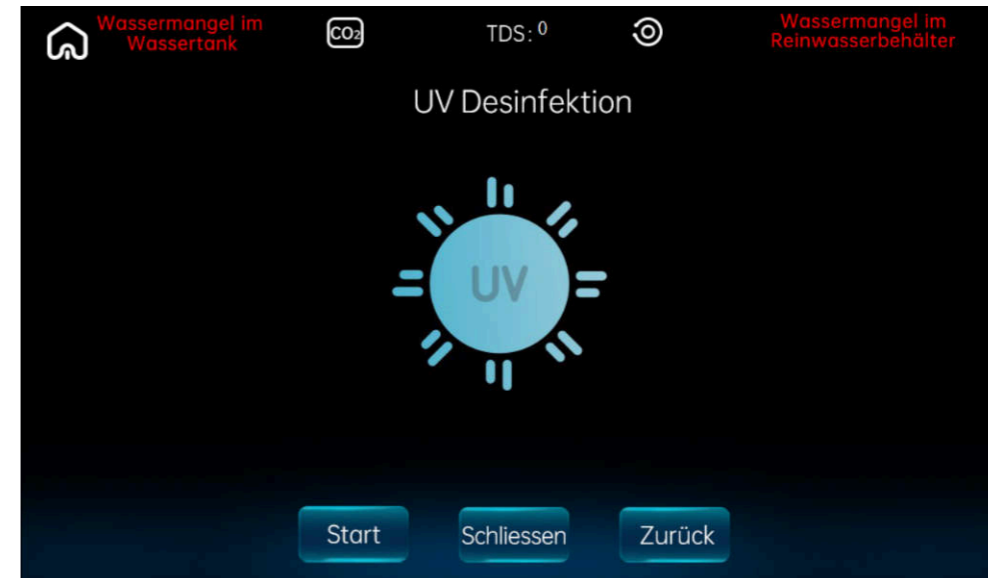 Wassermangel im
Wassertank
CO2
TDS: 0
Wassermangel im
Reinwasserbehälter
UV Desinfektion
UV
Start
Schliessen
Zurück